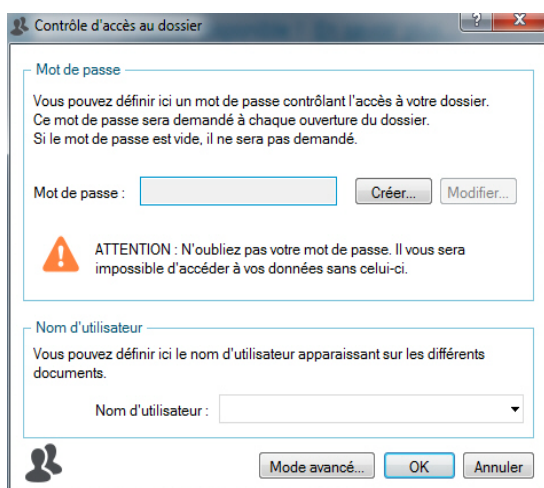 Contrôle d'accès au dossier
?
X
Mot de passe
Vous pouvez définir ici un mot de passe contrôlant l'accès à votre dossier.
Ce mot de passe sera demandé à chaque ouverture du dossier.
Si le mot de passe est vide, il ne sera pas demandé.
Mot de passe :
Créer...
Modifier...
ATTENTION : N'oubliez pas votre mot de passe. Il vous sera
impossible d'accéder à vos données sans celui-ci.
Nom d'utilisateur
Vous pouvez définir ici le nom d'utilisateur apparaissant sur les différents
documents.
Nom d'utilisateur :
Mode avancé...
OK
Annuler